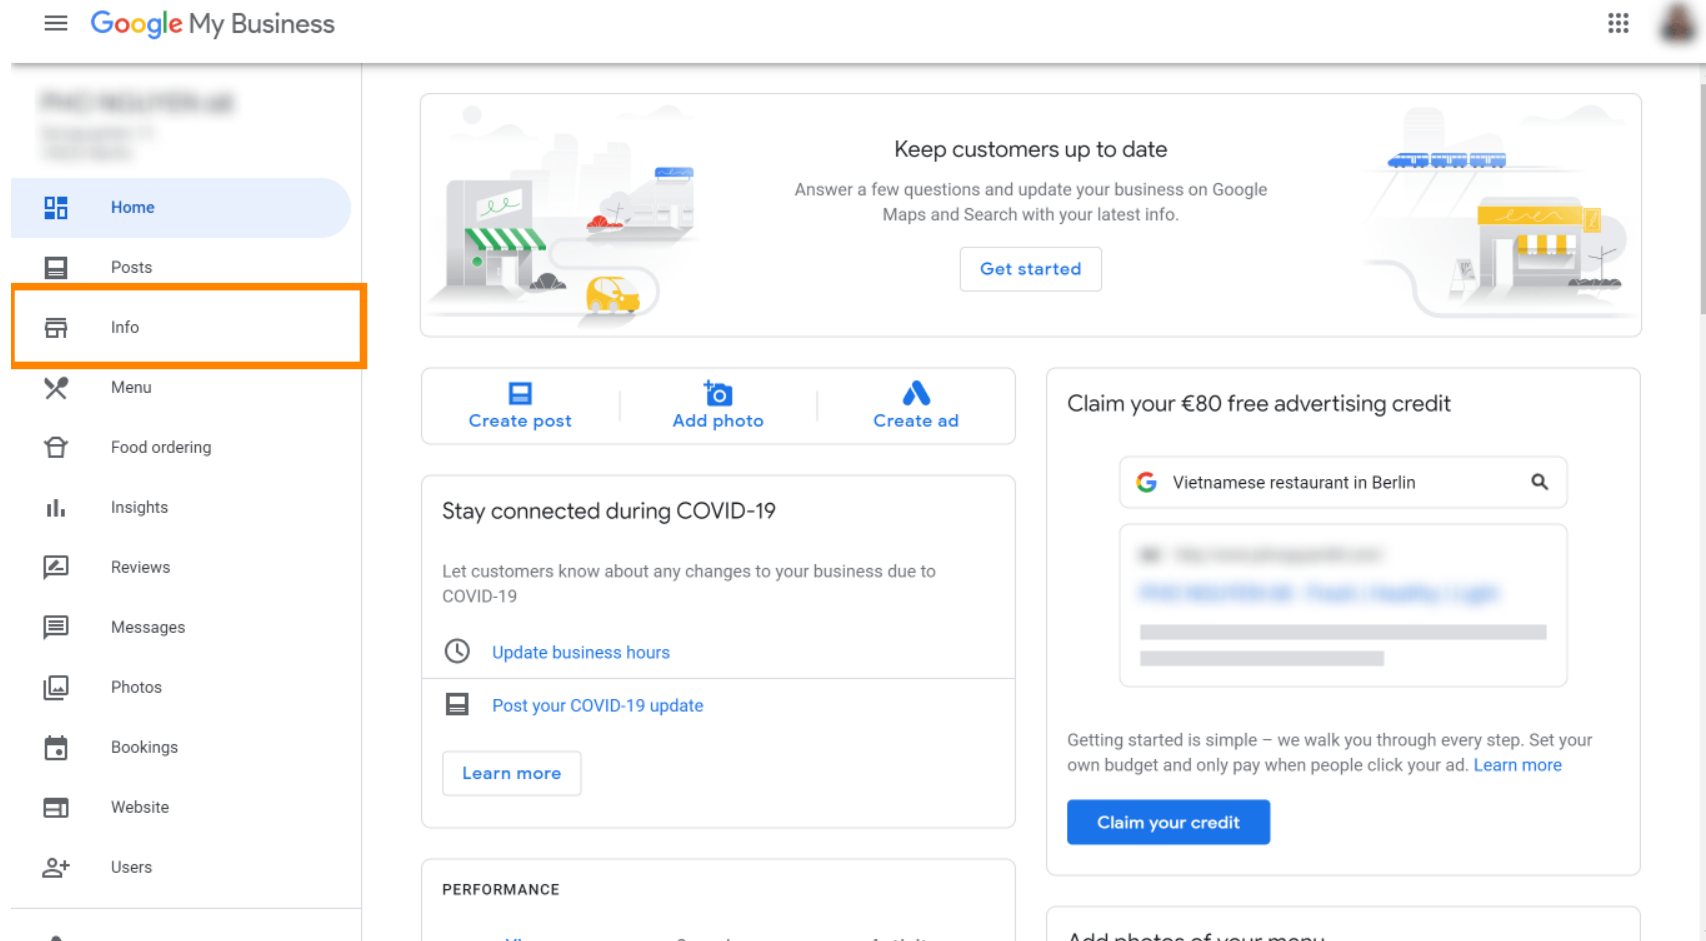 Google My Business
Home
Posts
Info
Menu
Food ordering
Insights
Reviews
Messages
Photos
Bookings
Website
Users
Keep customers up to date
Answer a few questions and update your business on Google
Maps and Search with your latest info.
Get started
Create post
Add photo
Create ad
Stay connected during COVID-19
Let customers know about any changes to your business due to
COVID-19
Update business hours
Post your COVID-19 update
Learn more
PERFORMANCE
Claim your €80 free advertising credit
Vietnamese restaurant in Berlin
Getting started is simple – we walk you through every step. Set your
own budget and only pay when people click your ad. Learn more
Claim your credit
Add photos of your menu